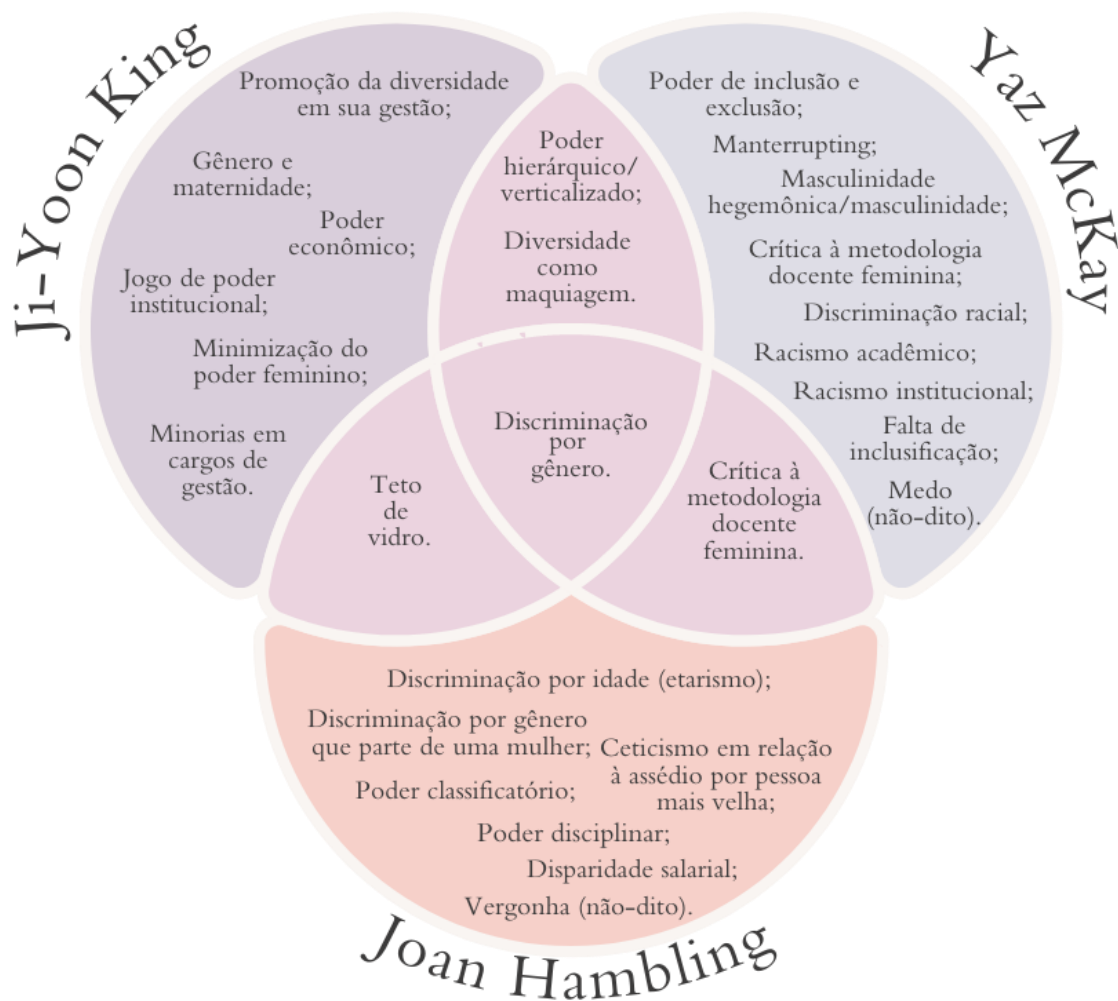 Ji-Yoon King
Promoção da diversidade
em sua gestão;
Gênero e
maternidade;
Poder
econômico;
Jogo de poder
institucional;
Minimização do
poder feminino;
Minorias em
cargos de
gestão.
Poder
hierárquico/
verticalizado;
Diversidade
como
maquiagem.
Yaz McKay
Poder de inclusão e
exclusão;
Manterrupting;
Masculinidade
hegemônica/masculinidade;
Crítica à metodologia
docente feminina;
Discriminação racial;
Racismo acadêmico;
Racismo institucional;
Falta de
inclusificação;
Medo
(não-dito).
Discriminação
por
gênero.
Teto
de
vidro.
Crítica à
metodologia
docente
feminina.
Discriminação por idade (etarismo);
Discriminação por gênero
que parte de uma mulher;
Ceticismo em relação
à assédio por pessoa
mais velha;
Poder classificatório;
Poder disciplinar;
Disparidade salarial;
Vergonha (não-dito).
Joan Hambling